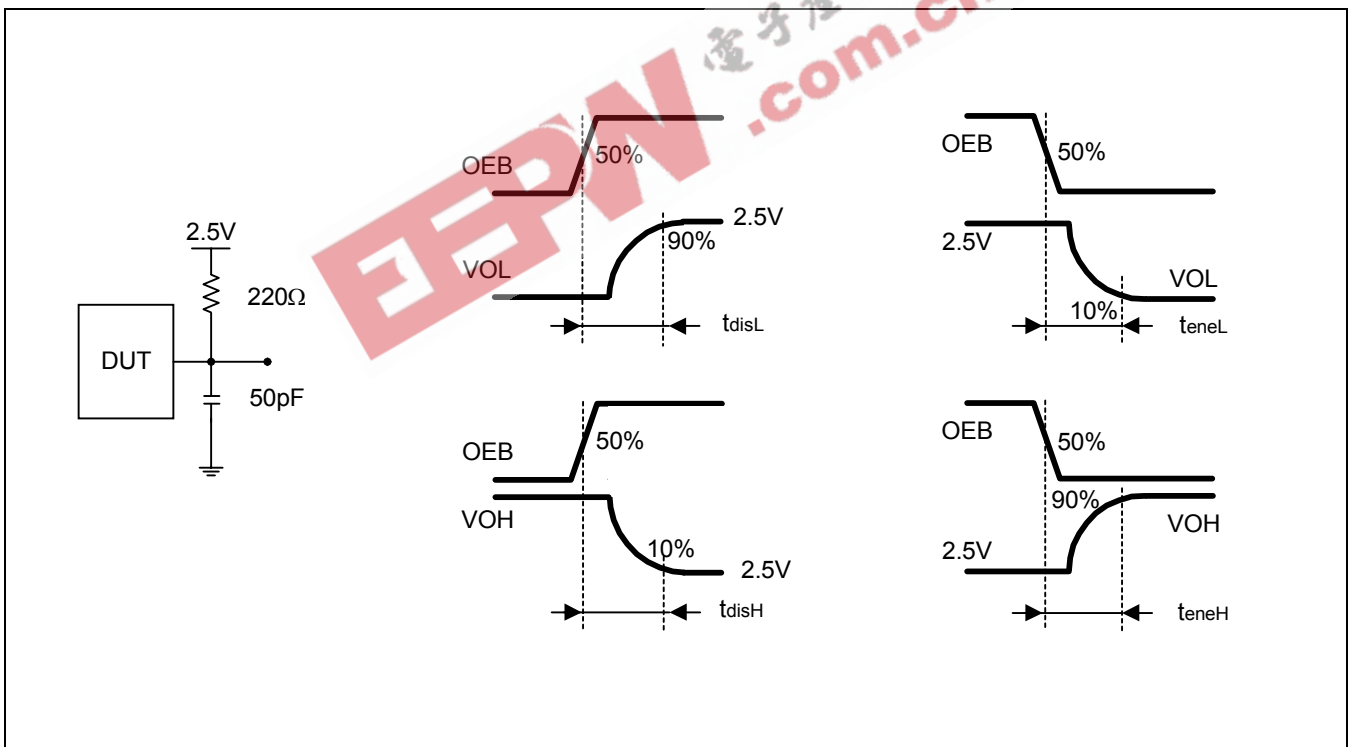 EEPW
.com.cn
2.5V
220Ω
DUT
50pF
OEB
50%
2.5V
90%
VOL
tdisL
OEB
50%
2.5V
VOL
10%
teneL
OEB
50%
VOH
10%
2.5V
tdisH
OEB
50%
90%
VOH
2.5V
teneH